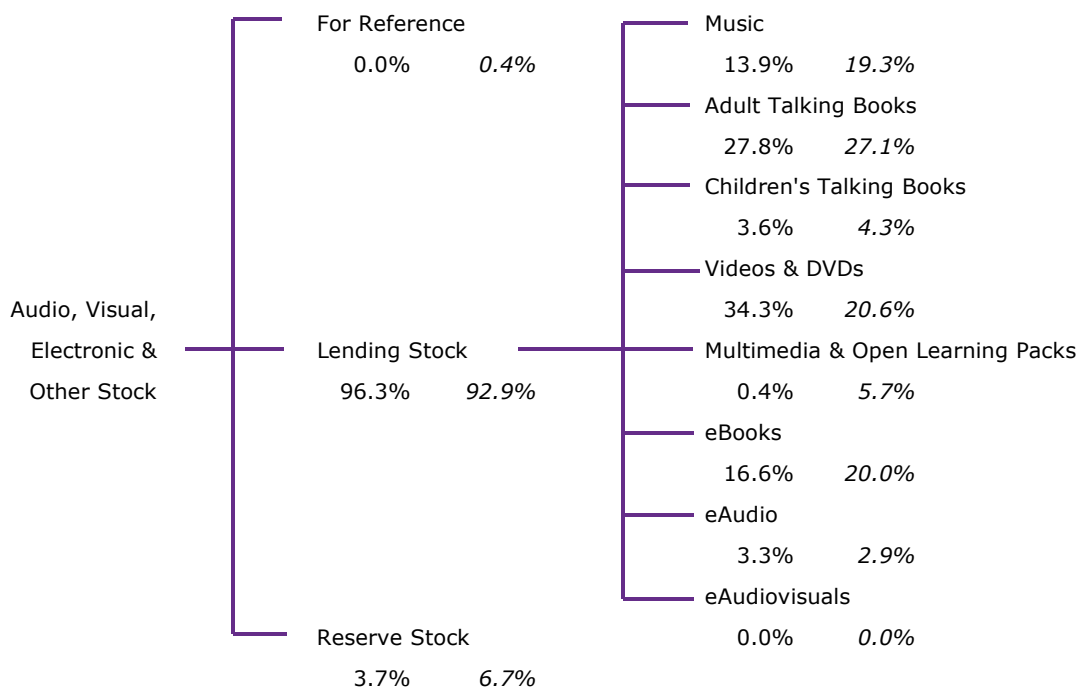 For Reference
0.0% 0.4%
Music
13.9% 19.3%
Adult Talking Books
27.8% 27.1%
Children's Talking Books
3.6% 4.3%
Videos & DVDs
34.3% 20.6%
Audio, Visual,
Electronic &
Other Stock
Lending Stock
96.3% 92.9%
Multimedia & Open Learning Packs
0.4% 5.7%
eBooks
16.6% 20.0%
eAudio
3.3% 2.9%
eAudiovisuals
0.0% 0.0%
Reserve Stock
3.7% 6.7%